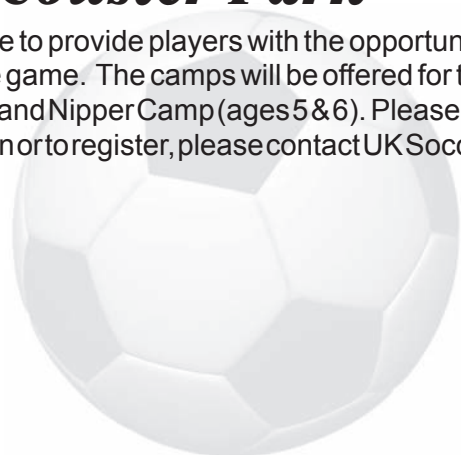 Park
e to provide players with the opportun
e game. The camps will be offered for t
and Nipper Camp (ages 5 & 6). Please
n or to register, please contact UK Socc